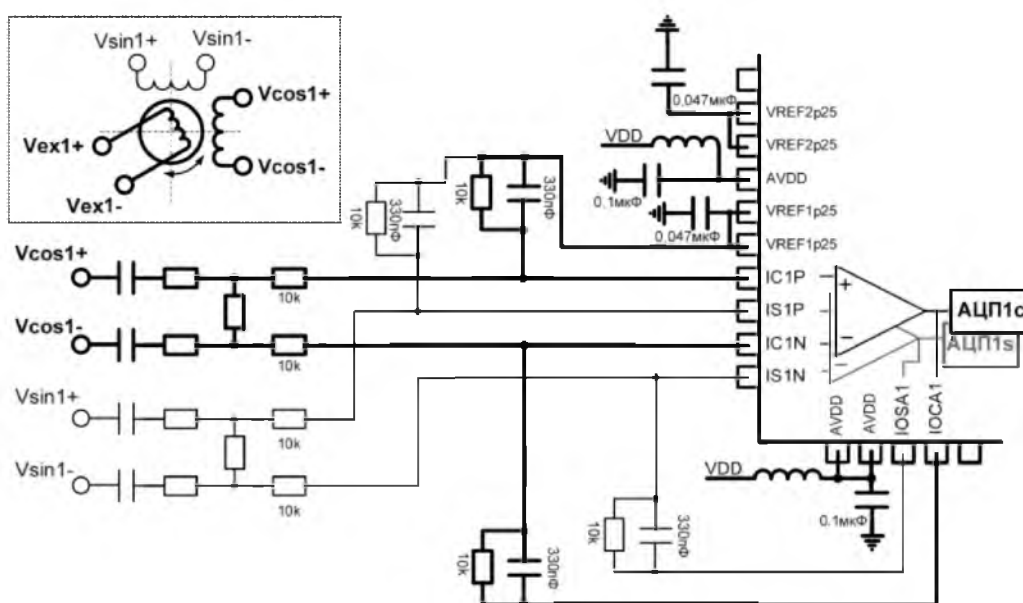 Vsin1+
Vsin1-
Vcos1+
Vex1+
Vcos1-
Vex1-
0,047мкФ
VREF2p25
VDD
VREF2p25
AVDD
0.1мкФ
VREF1p25
0,047мкФ
VREF1p25
10k
330пФ
10k
330пФ
Vcos1+
10k
IC1P
IS1P
АЦП1c
Vcos1-
10k
IC1N
АЦП1s
IS1N
Vsin1+
10k
AVDD
AVDD
IOSA1
IOCA1
Vsin1-
10k
VDD
0.1мкФ
10k
330пФ
10k
330пФ